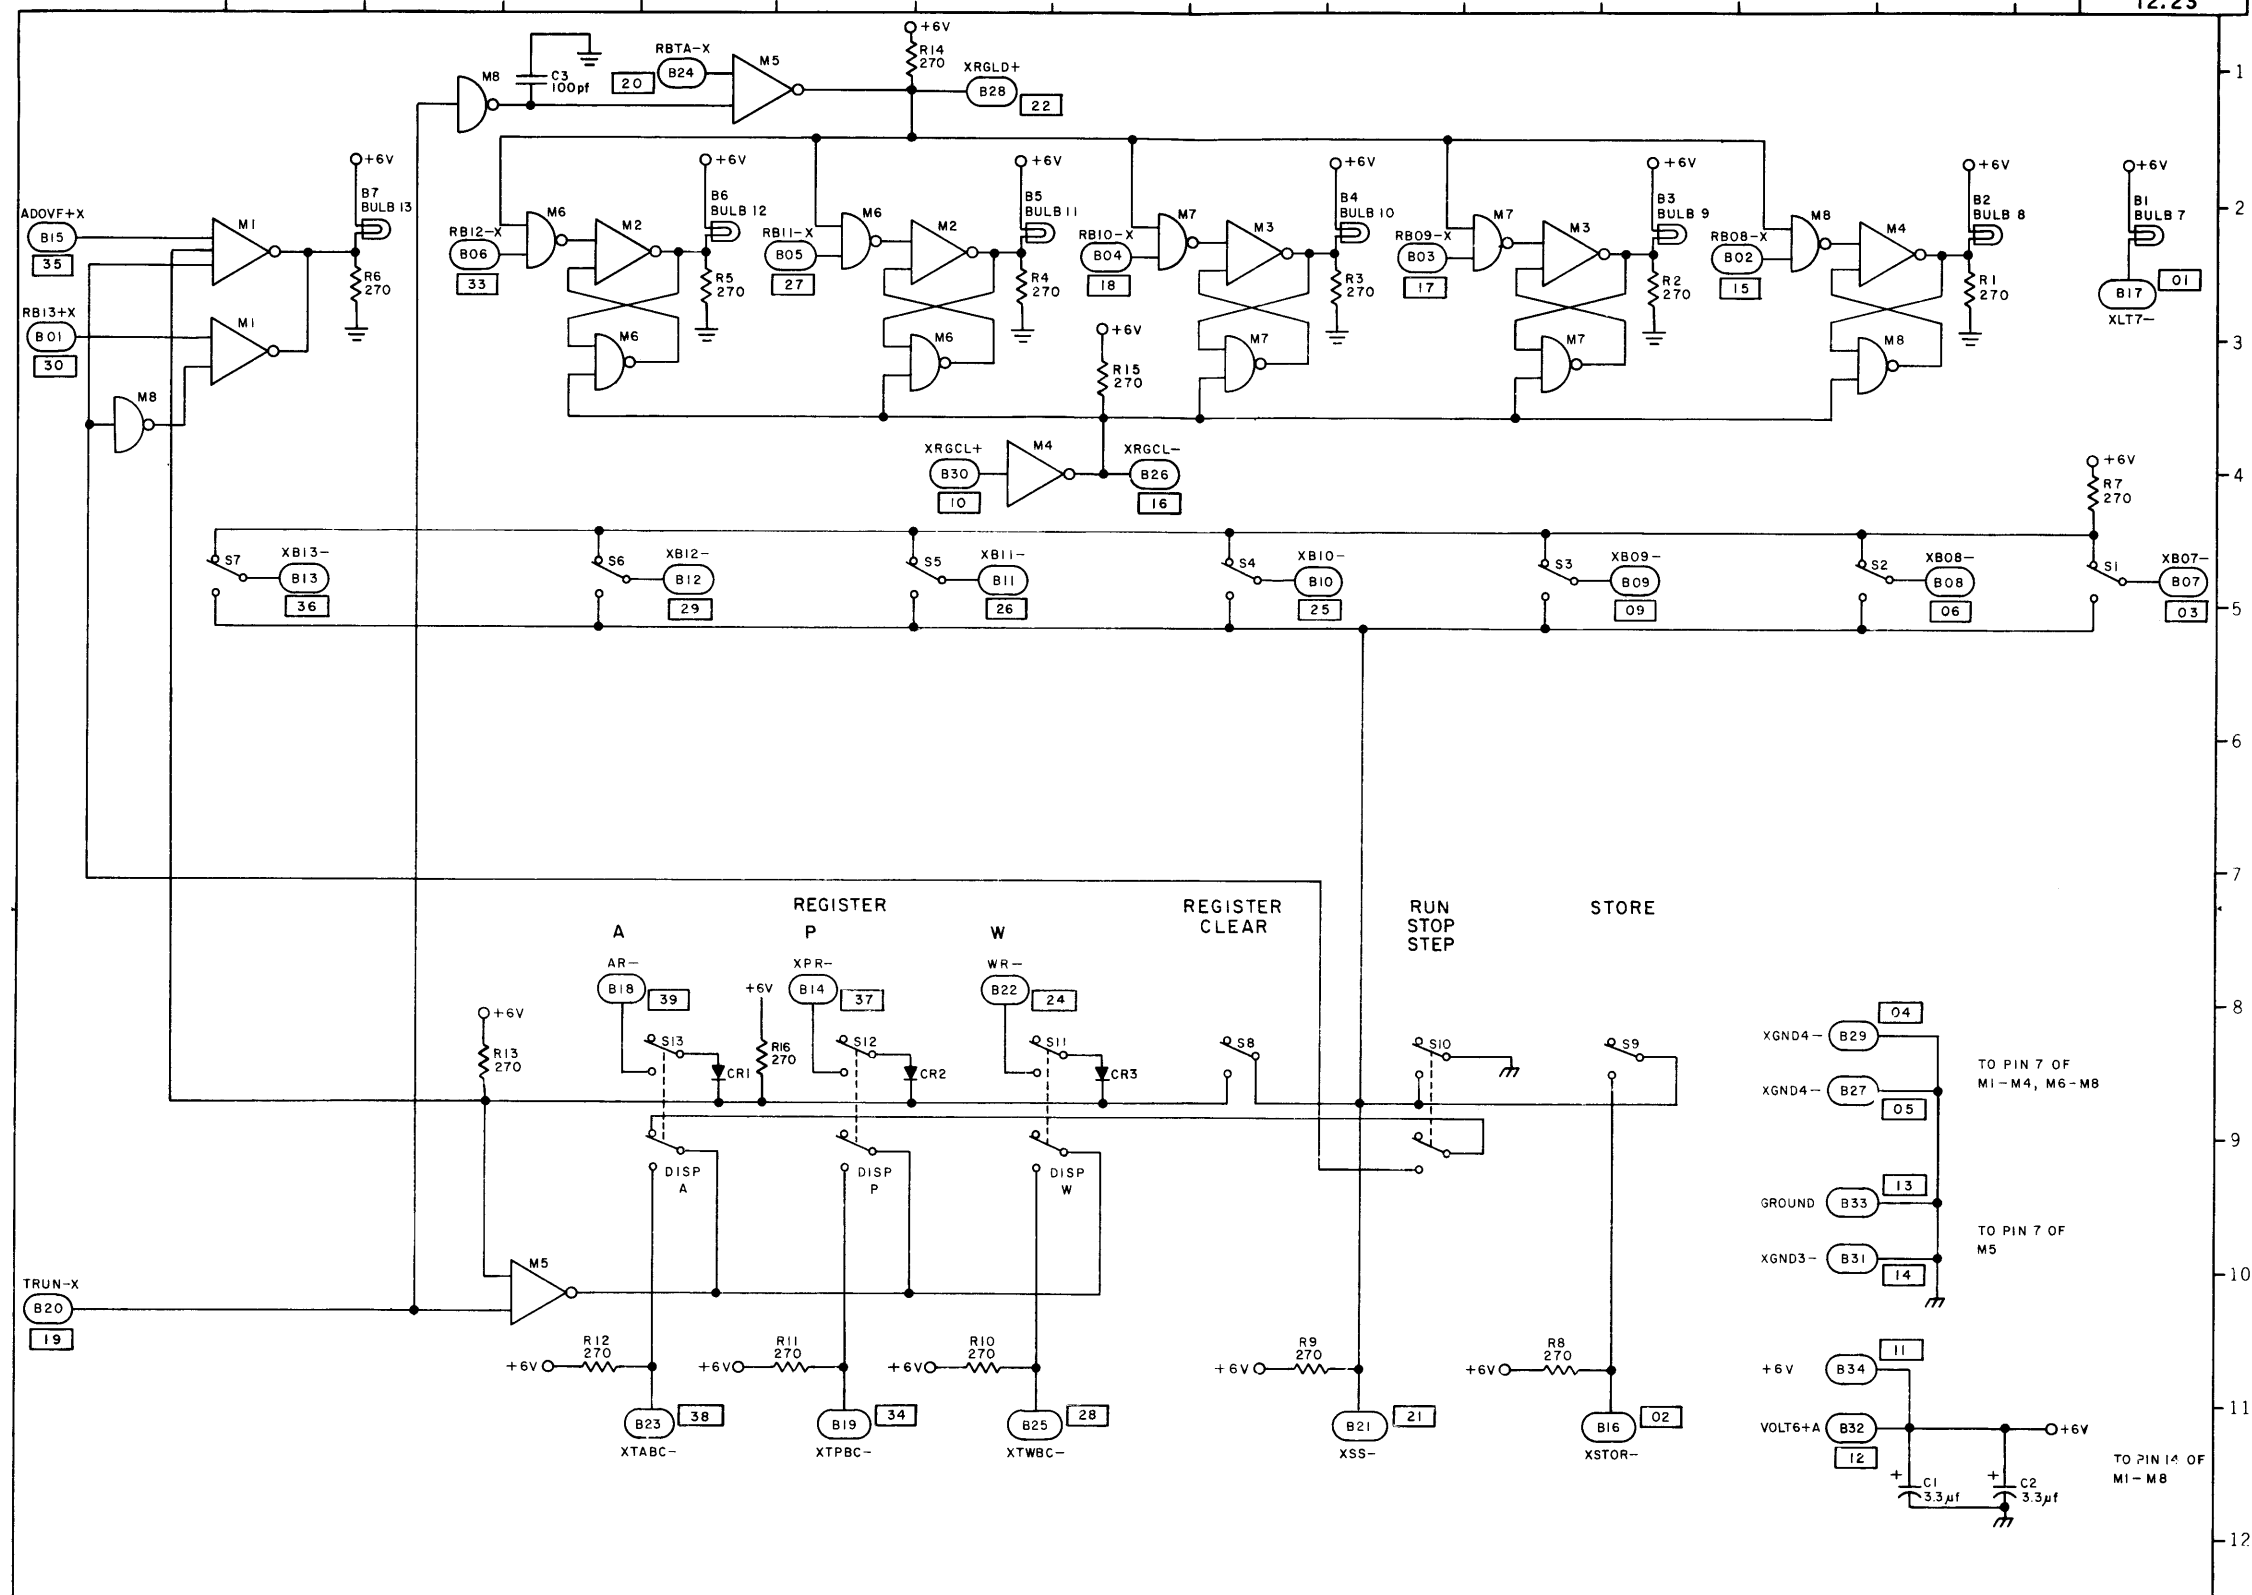 12.23
+6V
R14
270
RBTA-X
B24
20
M8
C3
100pf
M5
XRGLD+
B28
22
1
ADOVF+X
B15
35
M1
+6V
B7
BULB 13
R6
270
RB13+X
B01
30
M1
M8
RB12-X
B06
33
M6
M2
+6V
B6
BULB 12
R5
270
M6
RB11-X
B05
27
M6
M2
+6V
B5
BULB 11
R4
270
M6
RB10-X
B04
18
M7
M3
+6V
B4
BULB 10
R3
270
M7
RB09-X
B03
17
M7
M3
+6V
B3
BULB 9
R2
270
M7
RB08-X
B02
15
M8
M4
+6V
B2
BULB 8
R1
270
M8
+6V
B1
BULB 7
B17
01
XLT7-
2
3
+6V
R15
270
XRGCL+
B30
10
M4
XRGCL-
B26
16
+6V
R7
270
4
S7
XB13-
B13
36
S6
XB12-
B12
29
S5
XB11-
B11
26
S4
XB10-
B10
25
S3
XB09-
B09
09
S2
XB08-
B08
06
S1
XB07-
B07
03
5
6
7
REGISTER
A
P
W
REGISTER
CLEAR
RUN
STOP
STEP
STORE
AR-
B18
39
XPR-
B14
37
WR-
B22
24
8
+6V
R13
270
S13
CR1
+6V
R16
270
S12
CR2
S11
CR3
S8
S10
S9
XGND4-
B29
04
XGND4-
B27
05
TO PIN 7 OF
M1-M4, M6-M8
9
DISP
A
DISP
P
DISP
W
GROUND
B33
13
XGND3-
B31
14
TO PIN 7 OF
M5
10
TRUN-X
B20
19
M5
+6V
R12
270
+6V
R11
270
+6V
R10
270
+6V
R9
270
+6V
R8
270
B23
38
XTABC-
B19
34
XTPBC-
B25
28
XTWBC-
B21
21
XSS-
B16
02
XSTOR-
+6V
B34
11
VOLT6+A
B32
12
+6V
+
C1
3.3µf
+
C2
3.3µf
TO PIN 14 OF
M1-M8
11
12